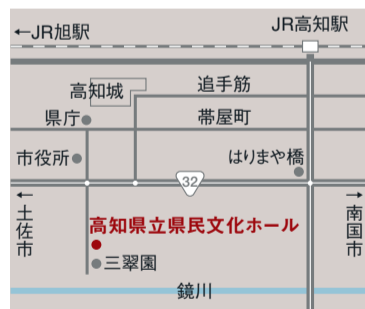 ←JR旭駅
JR高知駅
高知城
追手筋
県庁
帯屋町
市役所
はりまや橋
32
←
土佐市
→
南国市
高知県立県民文化ホール
三翠園
鏡川